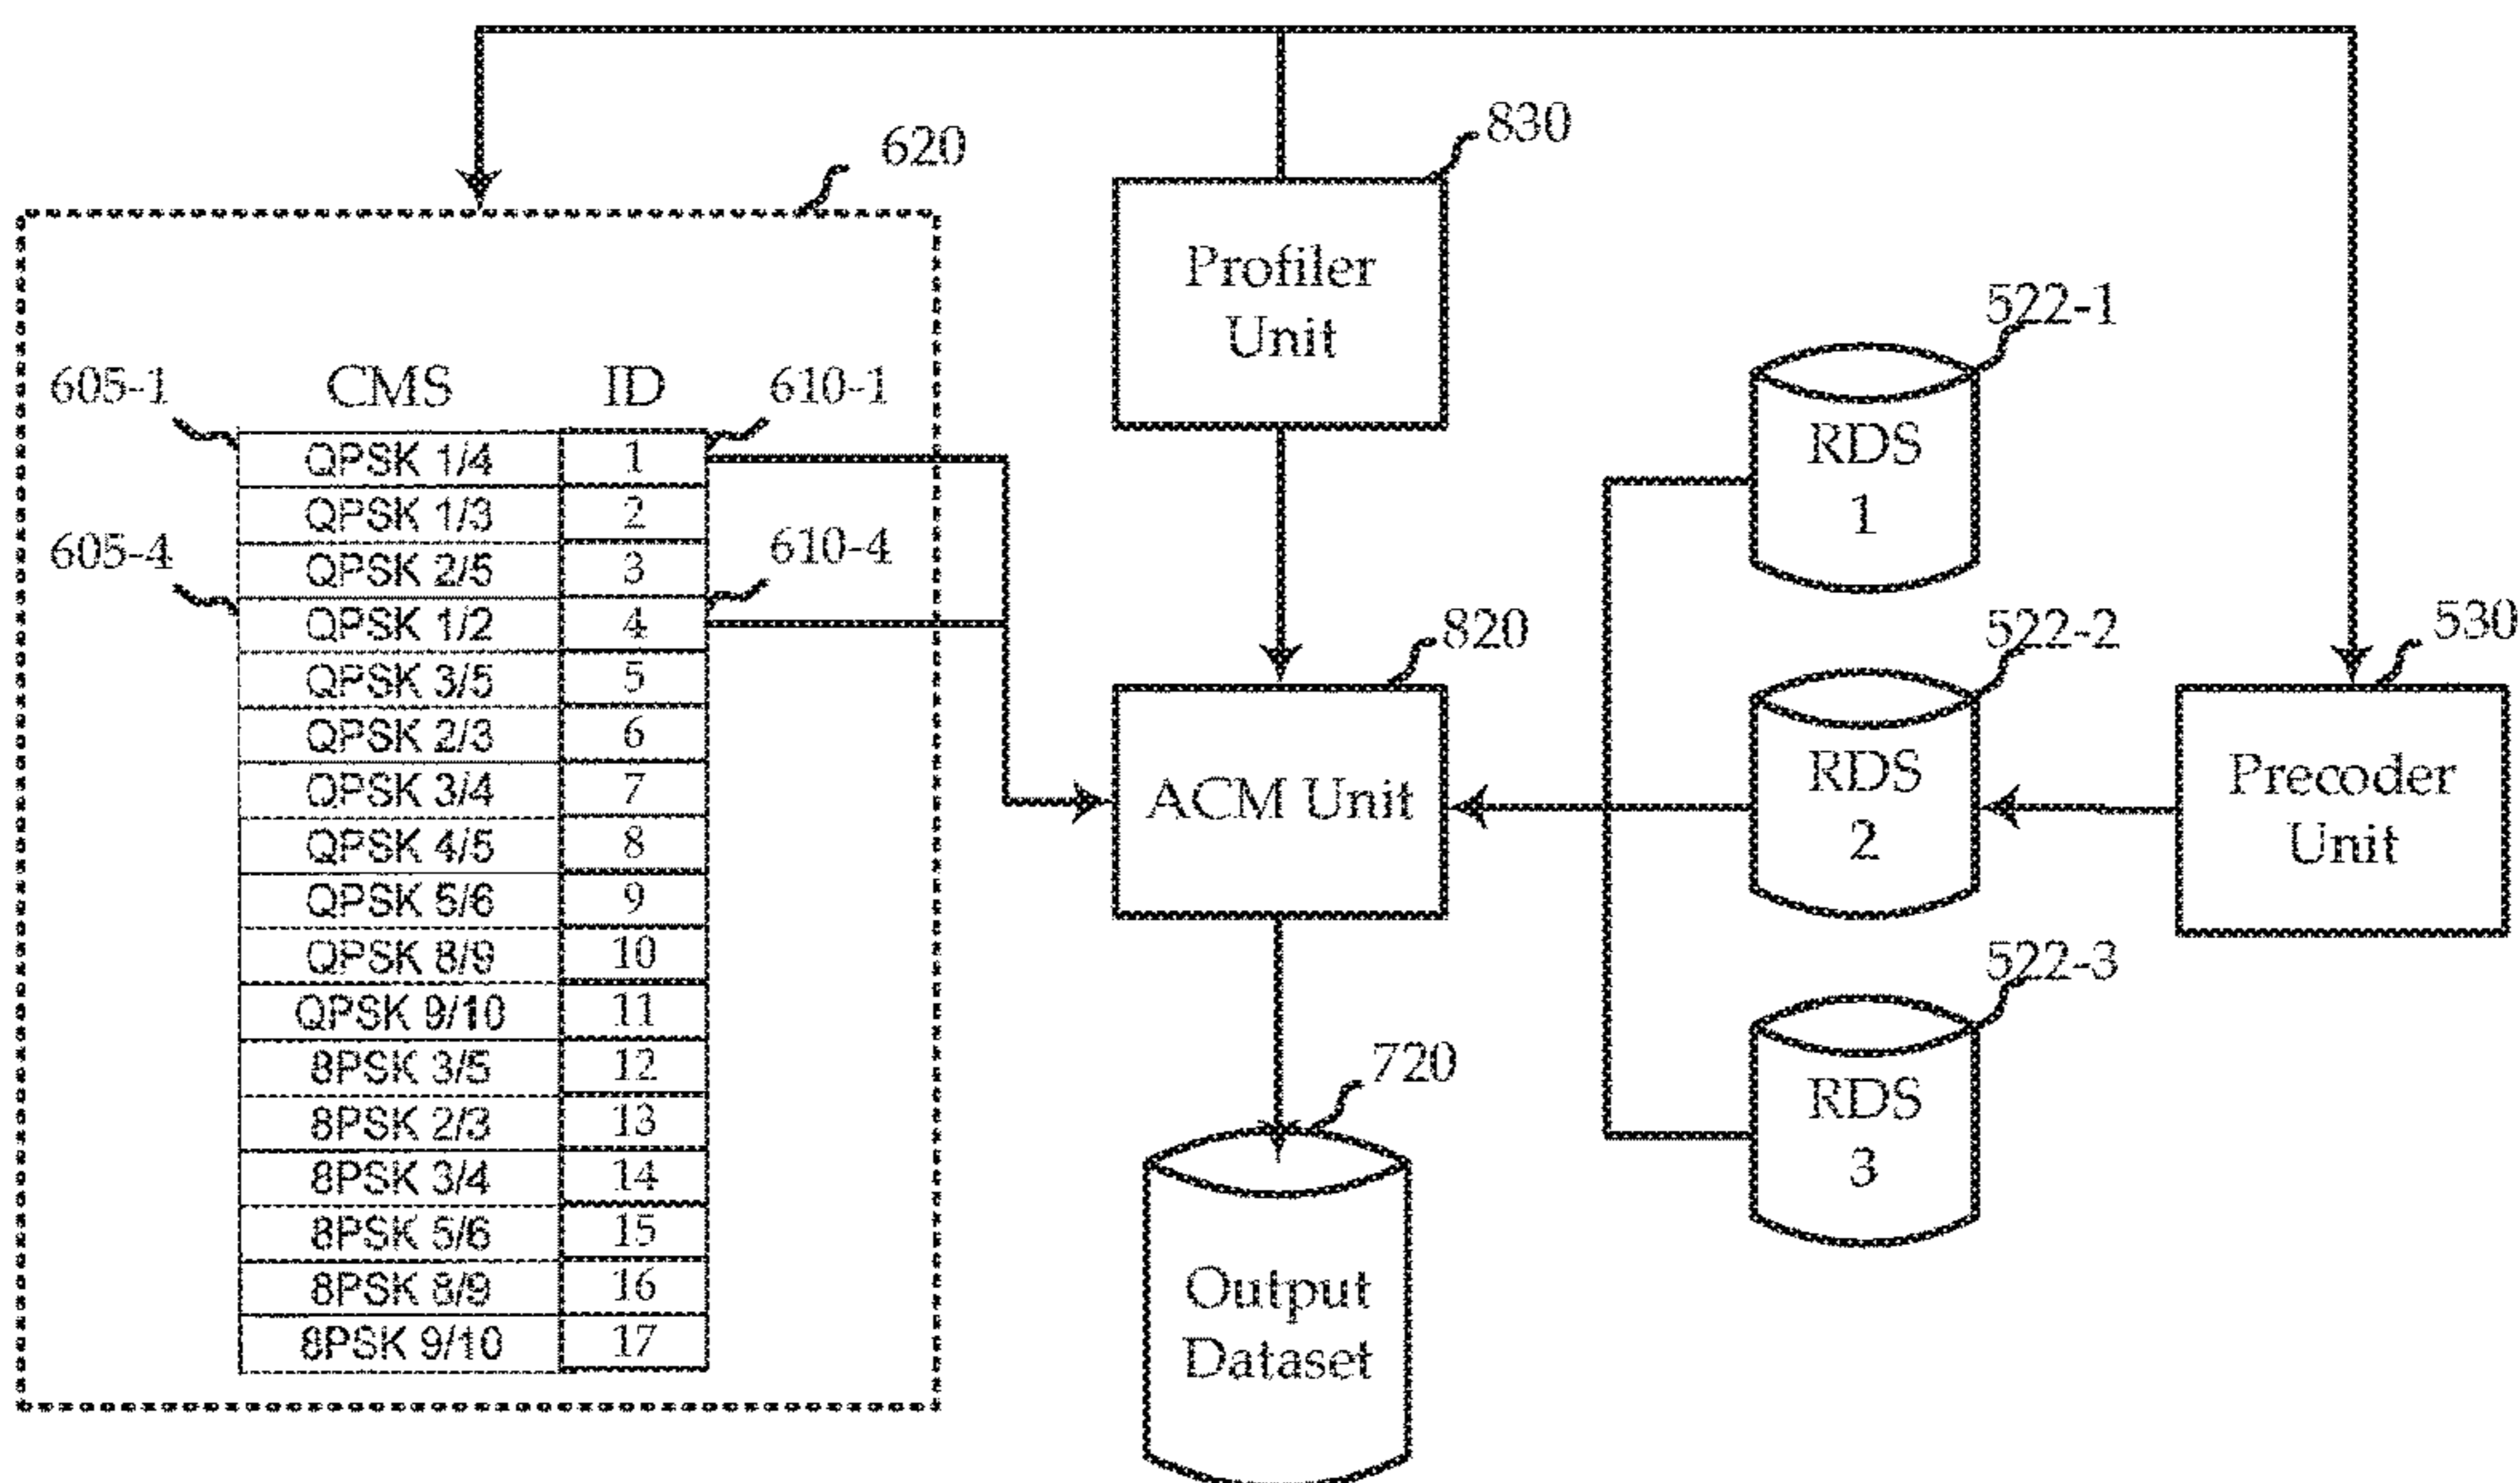 620
830
Profiler
Unit
605-1
CMS
ID
610-1
QPSK 1/4
1
QPSK 1/3
2
605-4
QPSK 2/5
3
610-4
QPSK 1/2
4
QPSK 3/5
5
QPSK 2/3
6
QPSK 3/4
7
QPSK 4/5
8
QPSK 5/6
9
QPSK 8/9
10
QPSK 9/10
11
8PSK 3/5
12
8PSK 2/3
13
8PSK 3/4
14
8PSK 5/6
15
8PSK 8/9
16
8PSK 9/10
17
820
ACM Unit
720
Output
Dataset
522-1
RDS
1
522-2
RDS
2
522-3
RDS
3
530
Precoder
Unit